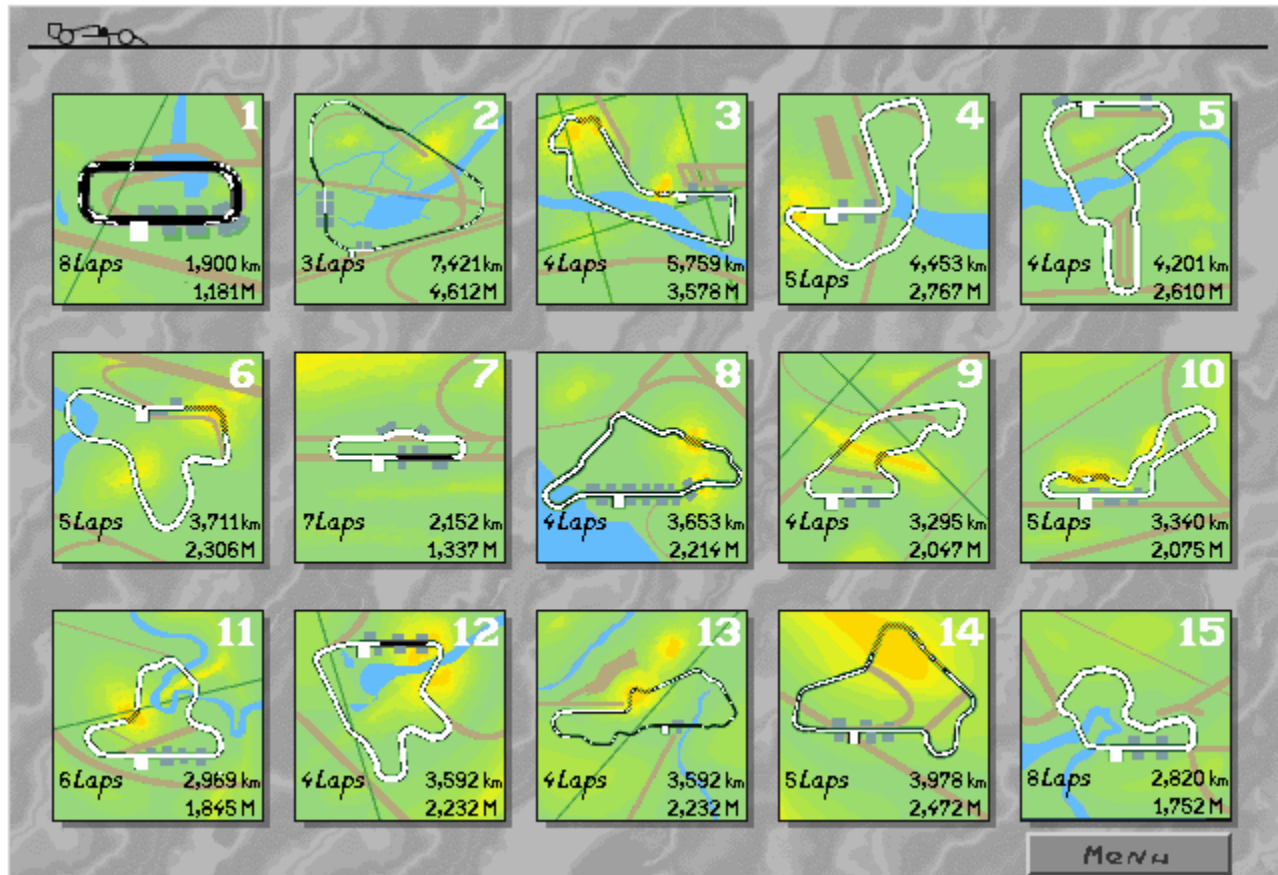 1
8Laps 1,900 km
1,181 M
2
3Laps 7,421 km
4,612 M
3
4Laps 5,759 km
3,578 M
4
5Laps 4,453 km
2,767 M
5
4Laps 4,201 km
2,610 M
6
5Laps 3,711 km
2,306 M
7
7Laps 2,152 km
1,337 M
8
4Laps 3,653 km
2,214 M
9
4Laps 3,295 km
2,047 M
10
5Laps 3,340 km
2,075 M
11
6Laps 2,969 km
1,845 M
12
4Laps 3,592 km
2,232 M
13
4Laps 3,592 km
2,232 M
14
5Laps 3,978 km
2,472 M
15
8Laps 2,820 km
1,752 M
Menu